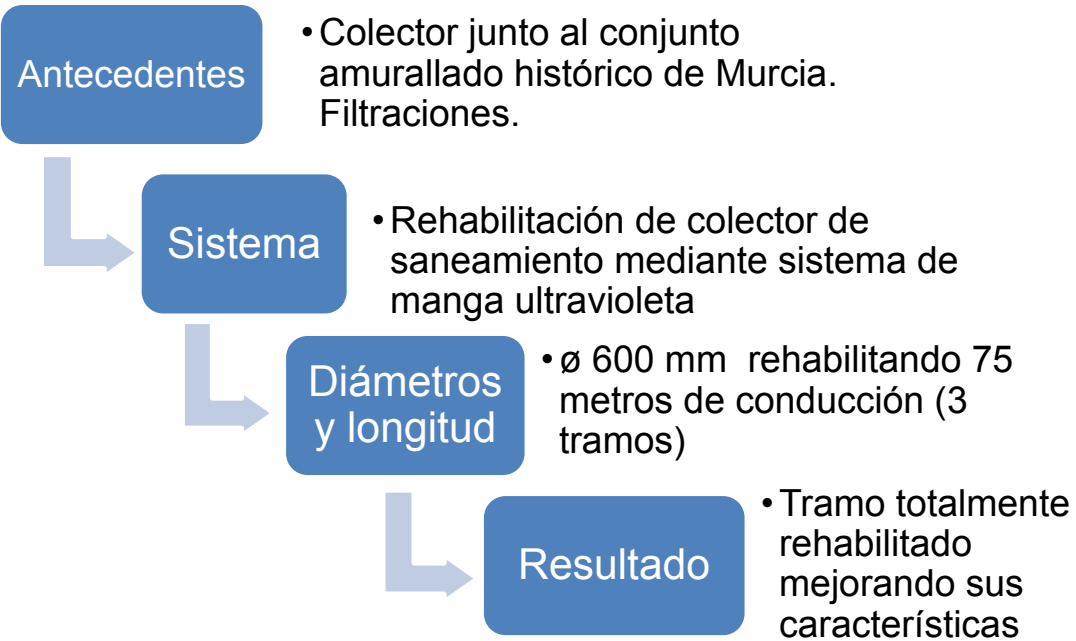 Antecedentes
•Colector junto al conjunto
amurallado histórico de Murcia.
Filtraciones.
Sistema
•Rehabilitación de colector de
saneamiento mediante sistema de
manga ultravioleta
Diámetros
y longitud
•ø 600 mm  rehabilitando 75
metros de conducción (3
tramos)
Resultado
•Tramo totalmente
rehabilitado
mejorando sus
características